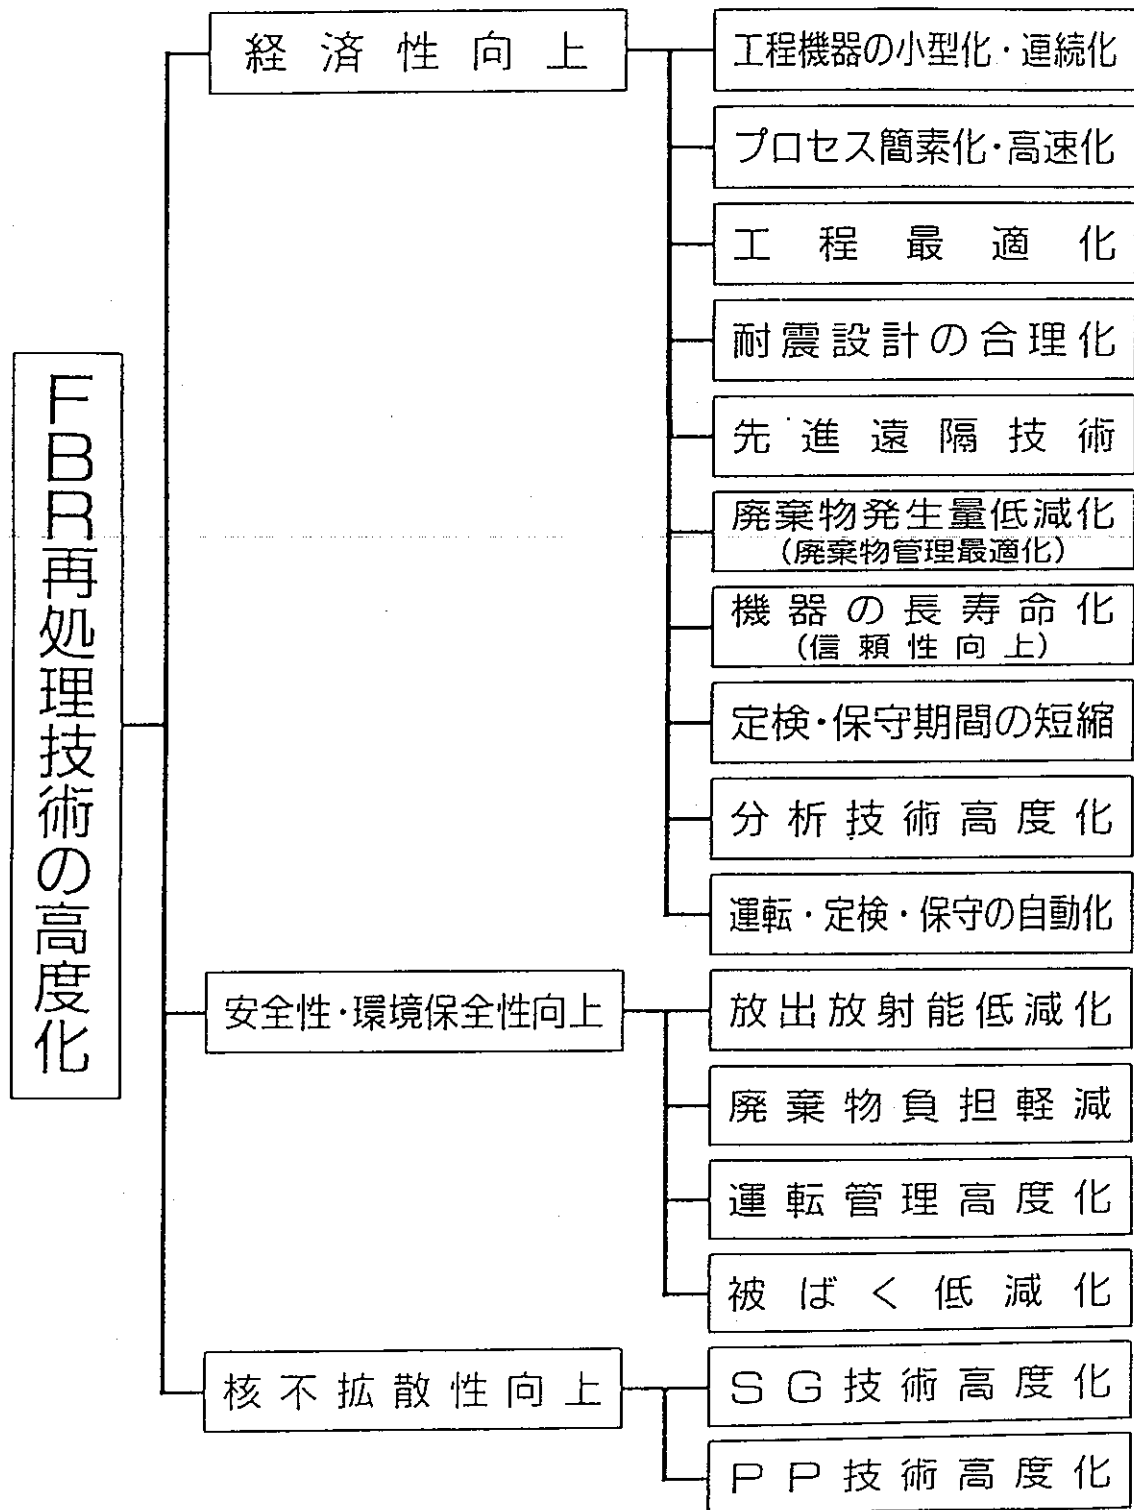 FBR再処理技術の高度化
経済性向上
工程機器の小型化・連続化
プロセス簡素化・高速化
工程最適化
耐震設計の合理化
先進遠隔技術
廃棄物発生量低減化
(廃棄物管理最適化)
機器の長寿命化
(信頼性向上)
定検・保守期間の短縮
分析技術高度化
運転・定検・保守の自動化
安全性・環境保全性向上
放出放射能低減化
廃棄物負担軽減
運転管理高度化
被ばく低減化
核不拡散性向上
SG技術高度化
PP技術高度化